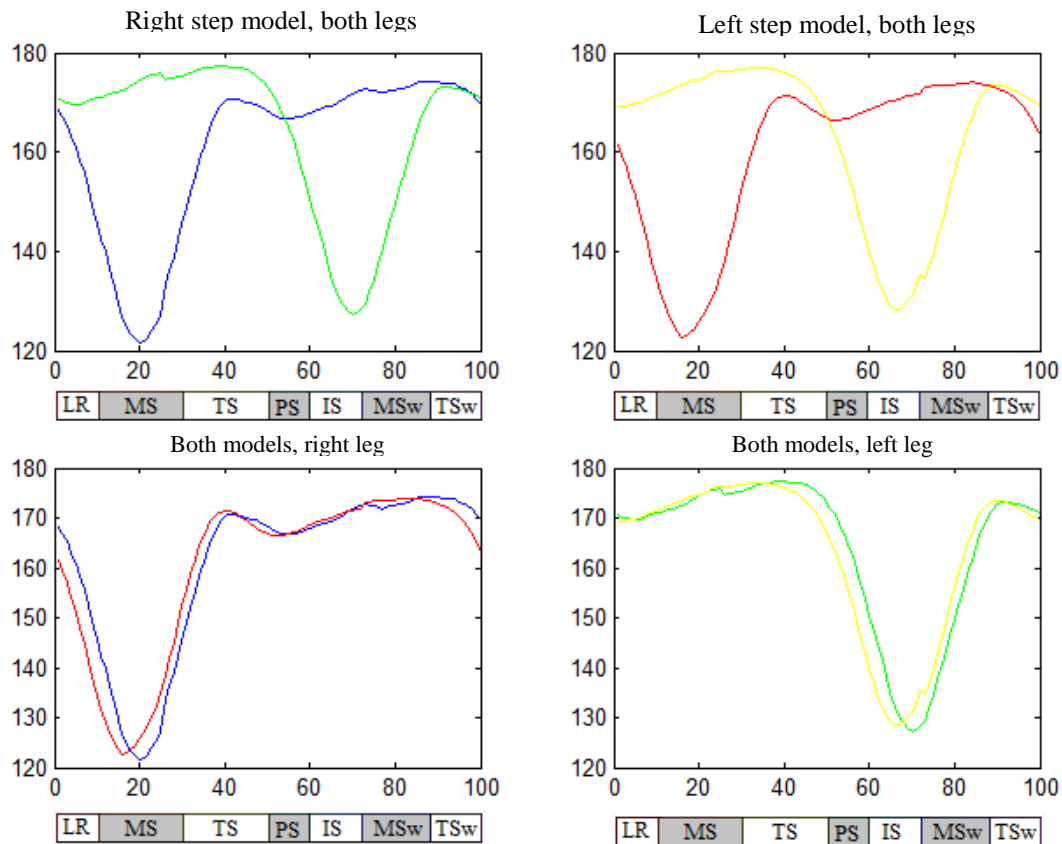 Right step model, both legs
180
160
140
120
0 20 40 60 80 100
LR MS TS PS IS MSw TSw
Left step model, both legs
180
160
140
120
0 20 40 60 80 100
LR MS TS PS IS MSw TSw
Both models, right leg
180
170
160
150
140
130
120
0 20 40 60 80 100
LR MS TS PS IS MSw TSw
Both models, left leg
180
170
160
150
140
130
120
0 20 40 60 80 100
LR MS TS PS IS MSw TSw